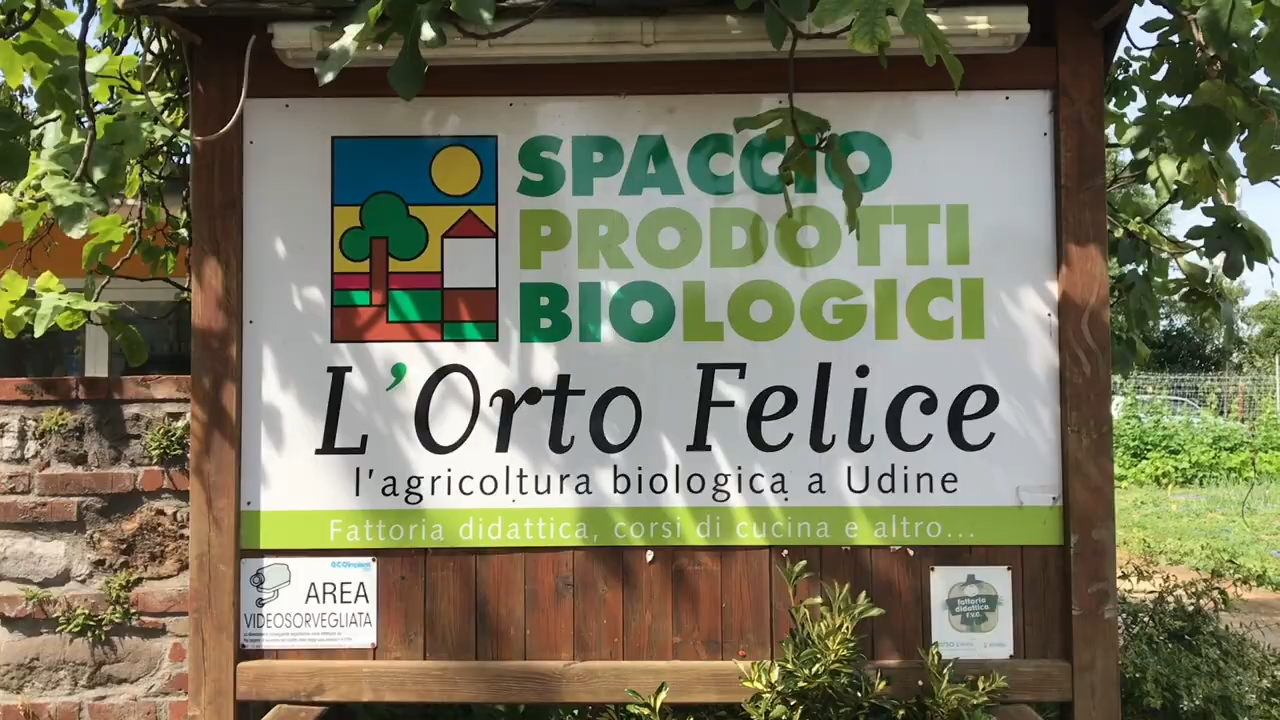 SPACCIO
PRODOTTI
BIOLOGICI
L'Orto Felice
l'agricoltura biologica a Udine
Fattoria didattica, corsi di cucina e altro...
AREA
VIDEOSORVEGLIATA
fattoria
didattica
F.V.G.